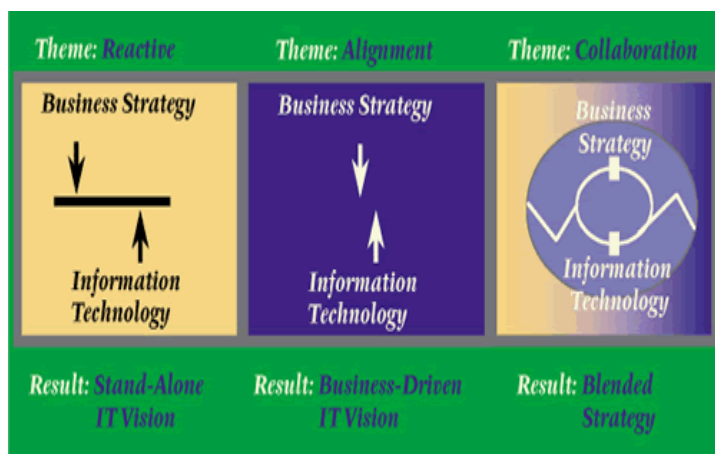 Theme: Reactive
Theme: Alignment
Theme: Collaboration
Business Strategy
Information
Technology
Business Strategy
Information
Technology
Business
Strategy
Information
Technology
Result: Stand-Alone
IT Vision
Result: Business-Driven
IT Vision
Result: Blended
Strategy